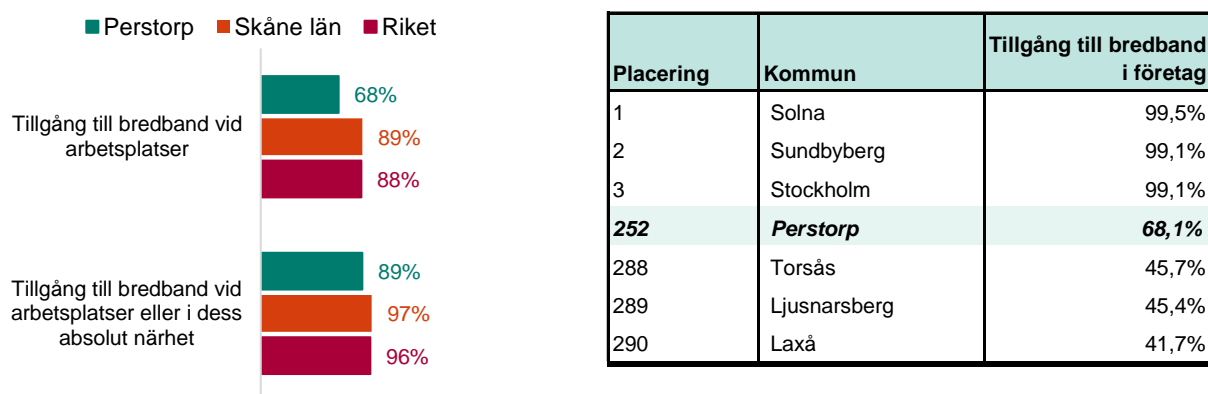 Perstorp Skåne län Riket
Tillgång till bredband vid
arbetsplatser
68%
89%
88%
Tillgång till bredband vid
arbetsplatser eller i dess
absolut närhet
89%
97%
96%
Placering Kommun Tillgång till bredband
i företag
1 Solna 99,5%
2 Sundbyberg 99,1%
3 Stockholm 99,1%
252 Perstorp 68,1%
288 Torsås 45,7%
289 Ljusnarsberg 45,4%
290 Laxå 41,7%